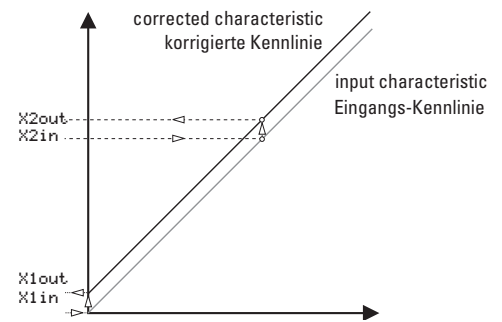 corrected characteristic
korrigierte Kennlinie
input characteristic
Eingangs-Kennlinie
X2out
X2in
X1out
X1in